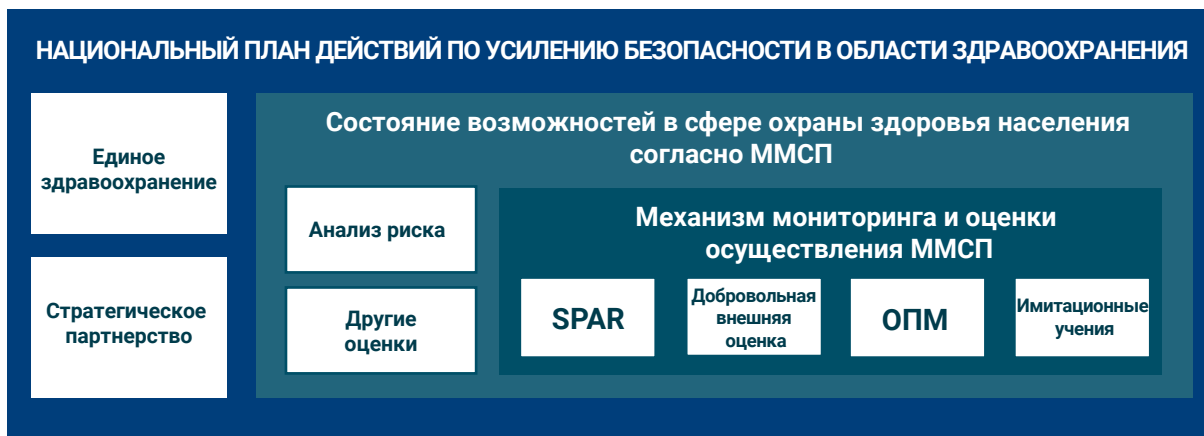 НАЦИОНАЛЬНЫЙ ПЛАН ДЕЙСТВИЙ ПО УСИЛЕНИЮ БЕЗОПАСНОСТИ В ОБЛАСТИ ЗДРАВООХРАНЕНИЯ
Единое
здравоохранение
Стратегическое
партнерство
Состояние возможностей в сфере охраны здоровья населения
согласно ММСП
Анализ риска
Другие
оценки
Механизм мониторинга и оценки
осуществления ММСП
SPAR
Добровольная
внешняя
оценка
ОПМ
Имитационные
учения